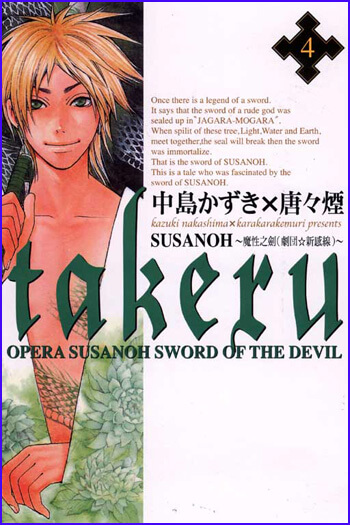 4
Once there is a legend of a sword.
It says that the sword of a rude god was
sealed up in"JAGARA-MOGARA".
When spilit of these tree,Light,Water and Earth,
meet together,the seal will break then the sword
was immortalize.
That is the sword of SUSANOH.
This is a tale who was fascinated by the
sword of SUSANOH.
中島かずき×唐々煙
kazuki nakashima×karakarakemuri presents
SUSANOH～魔性之剣(劇団☆新感線)～
takeru
OPERA SUSANOH SWORD OF THE DEVIL